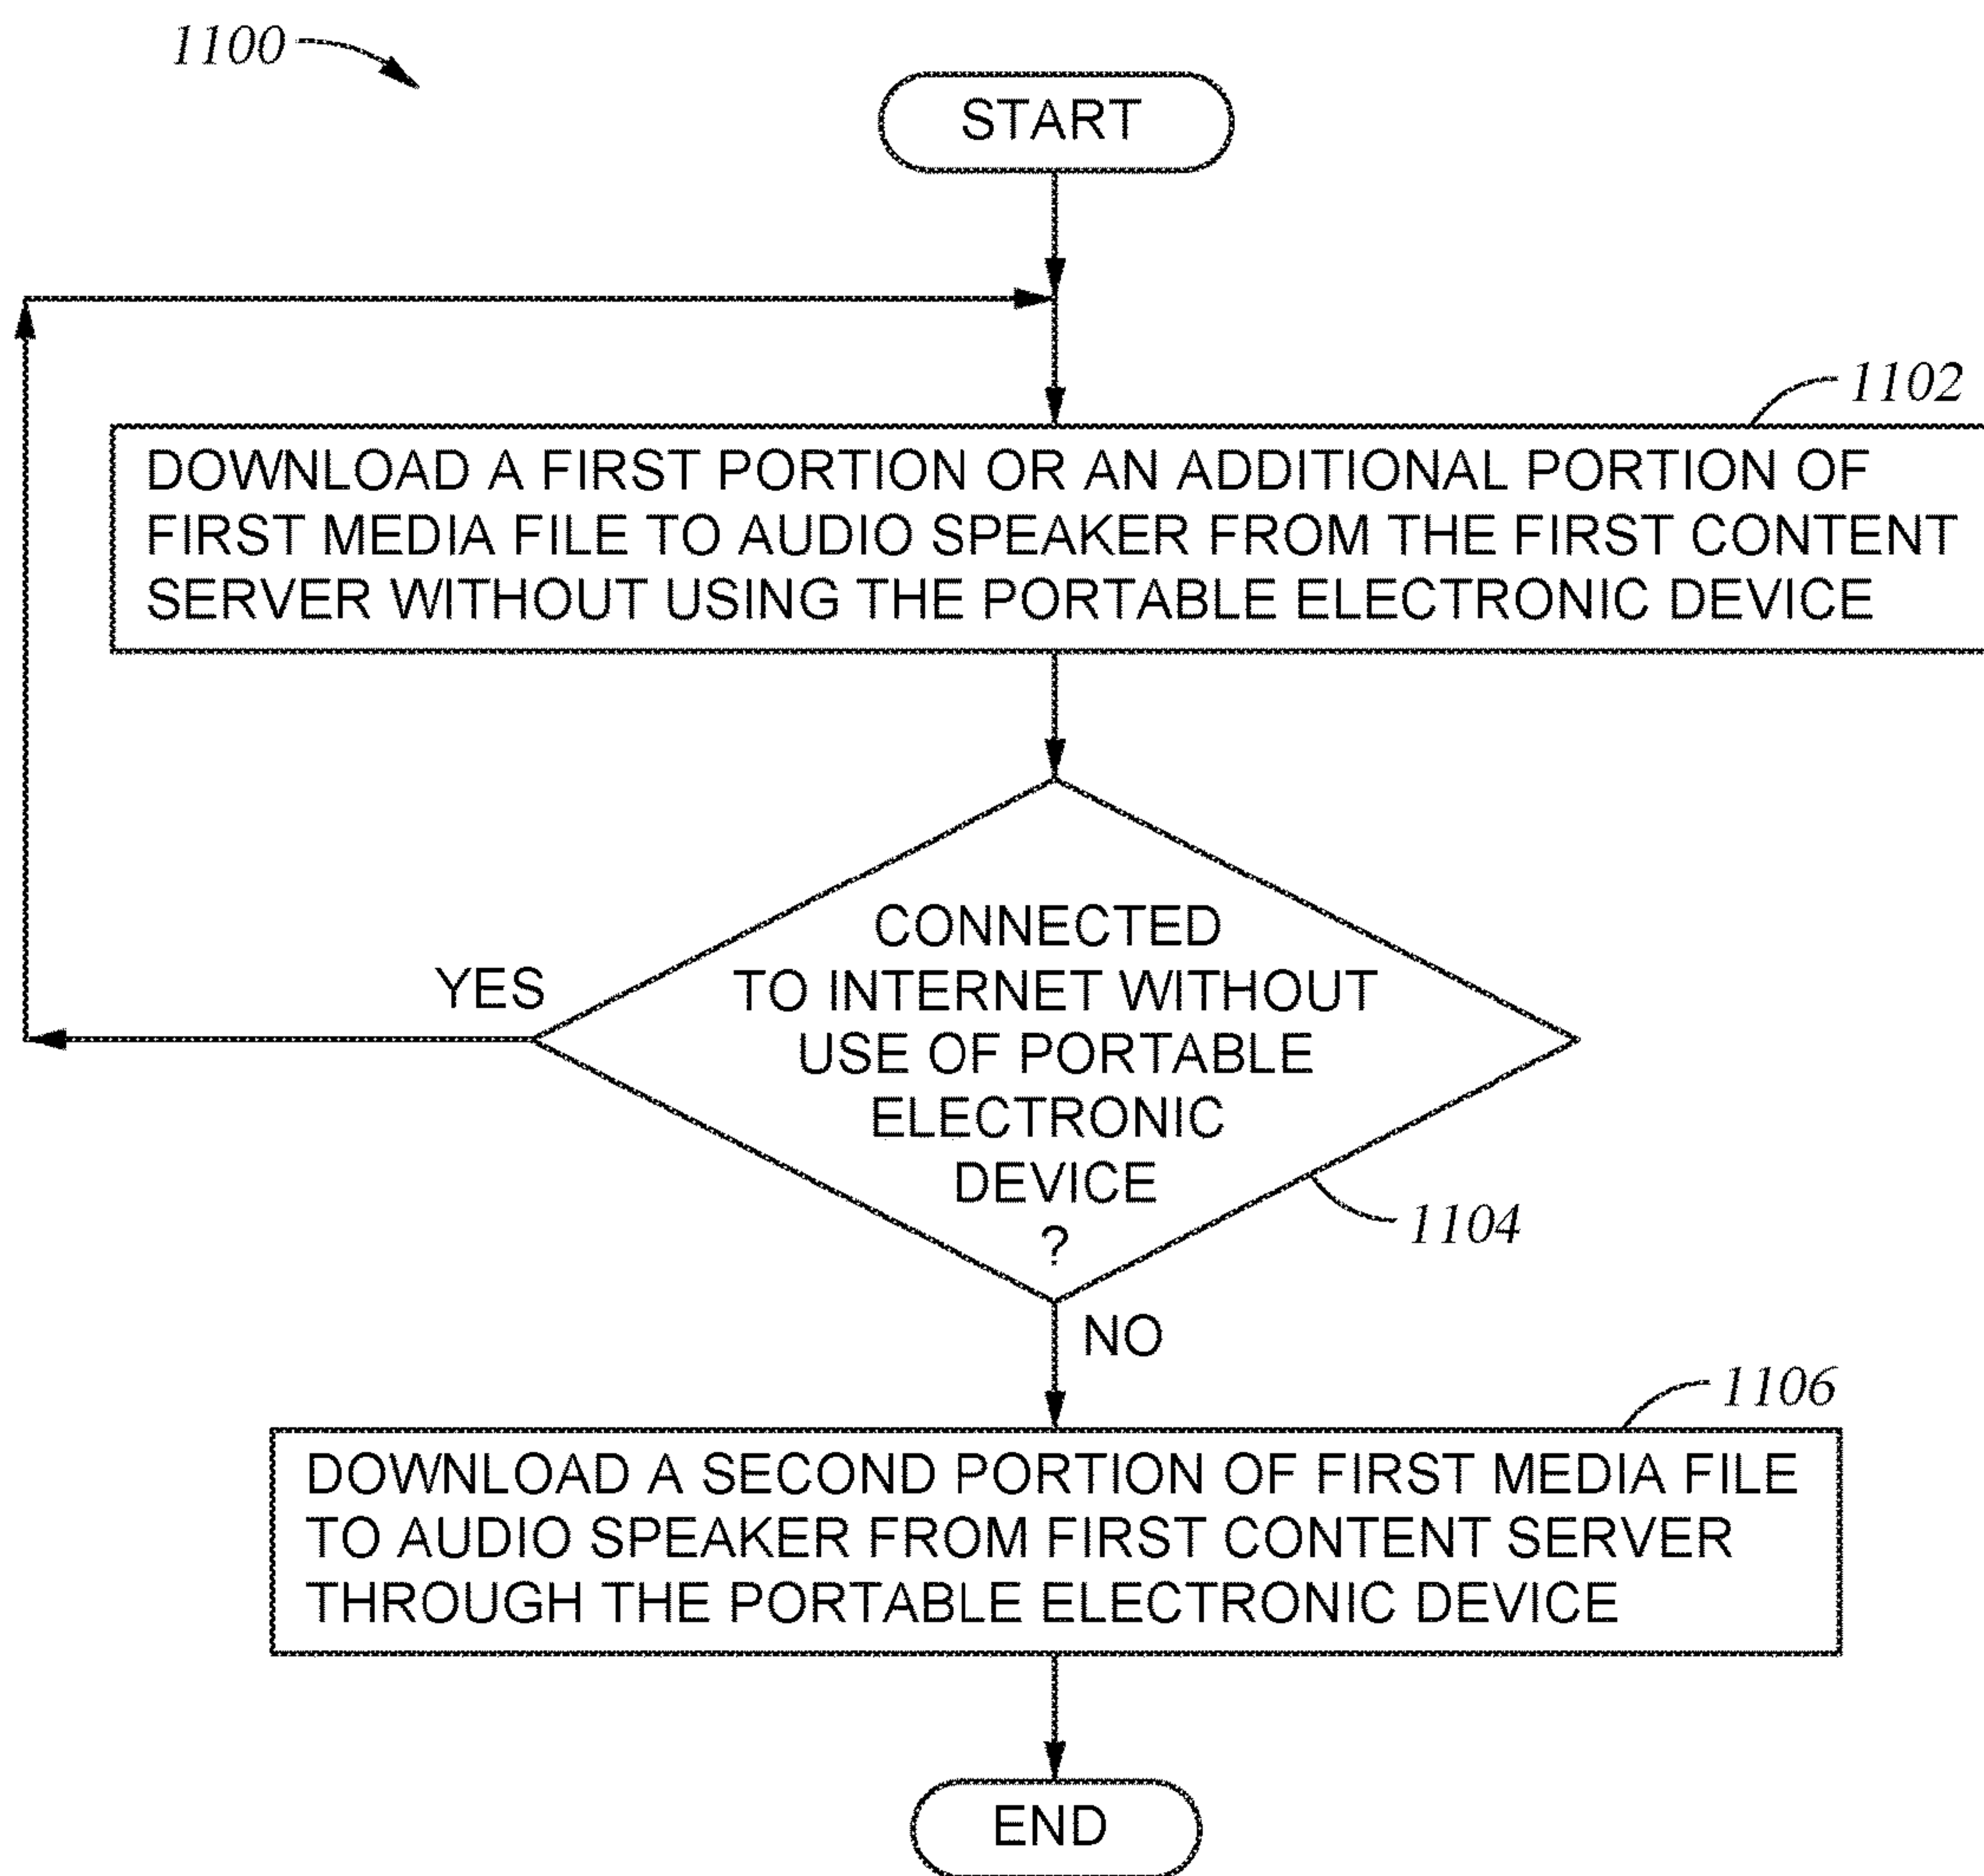 1100
START
1102
DOWNLOAD A FIRST PORTION OR AN ADDITIONAL PORTION OF
FIRST MEDIA FILE TO AUDIO SPEAKER FROM THE FIRST CONTENT
SERVER WITHOUT USING THE PORTABLE ELECTRONIC DEVICE
CONNECTED
TO INTERNET WITHOUT
USE OF PORTABLE
ELECTRONIC
DEVICE
?
YES
1104
NO
1106
DOWNLOAD A SECOND PORTION OF FIRST MEDIA FILE
TO AUDIO SPEAKER FROM FIRST CONTENT SERVER
THROUGH THE PORTABLE ELECTRONIC DEVICE
END